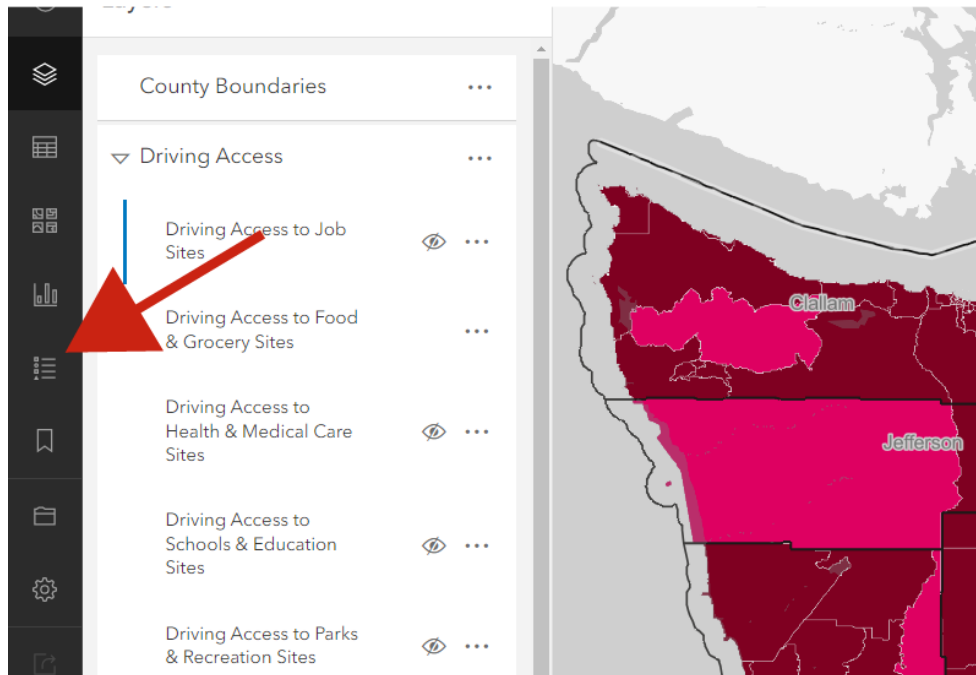 County Boundaries
Driving Access
Driving Access to Job
Sites
Driving Access to Food
& Grocery Sites
Driving Access to
Health & Medical Care
Sites
Driving Access to
Schools & Education
Sites
Driving Access to Parks
& Recreation Sites
Clallam
Jefferson